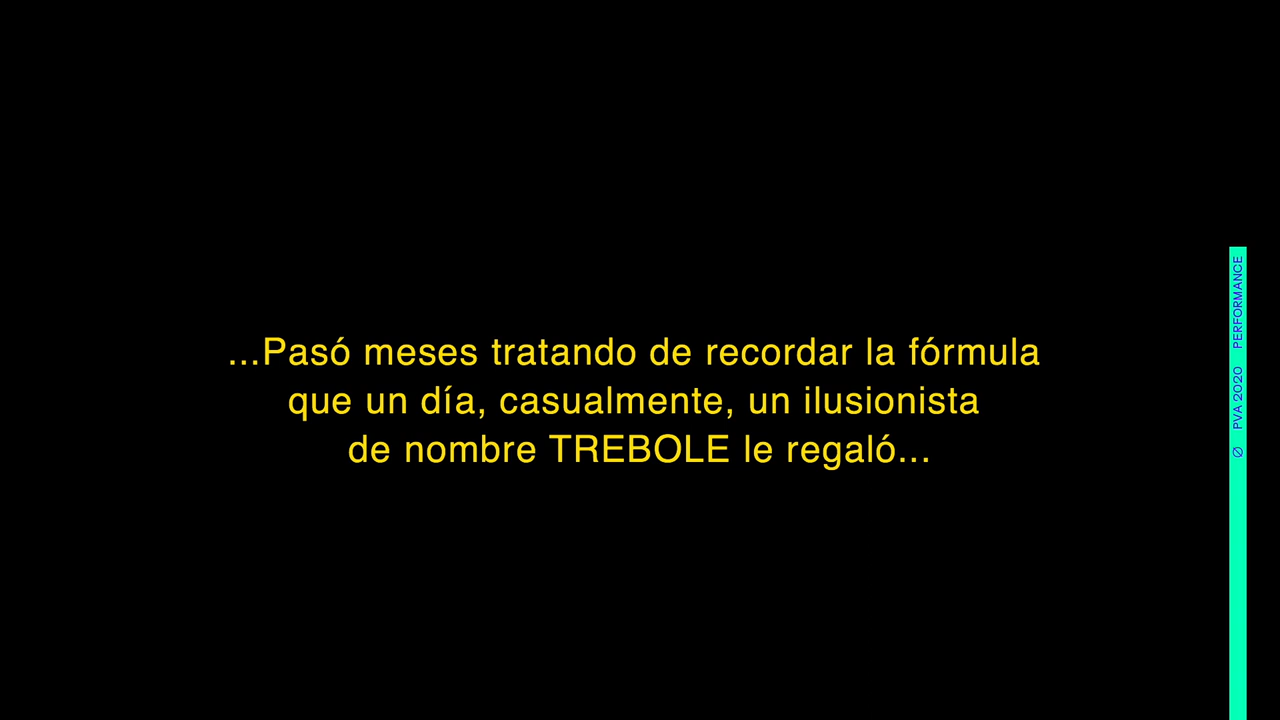 ...Pasó meses tratando de recordar la fórmula
que un día, casualmente, un ilusionista
de nombre TREBOLE le regaló...
∅ PVA 2020 PERFORMANCE